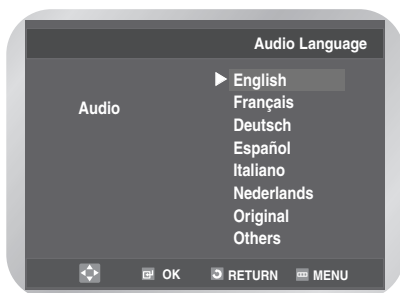 Audio Language
Audio
English
Français
Deutsch
Español
Italiano
Nederlands
Original
Others
OK RETURN MENU